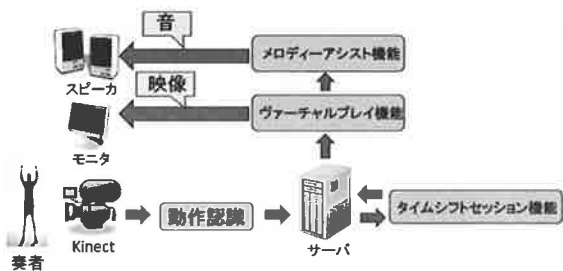 音
メロディーアシスト機能
スピーカ
映像
ヴァーチャルプレイ機能
モニタ
動作認識
タイムシフトセッション機能
Kinect
サーバ
奏者